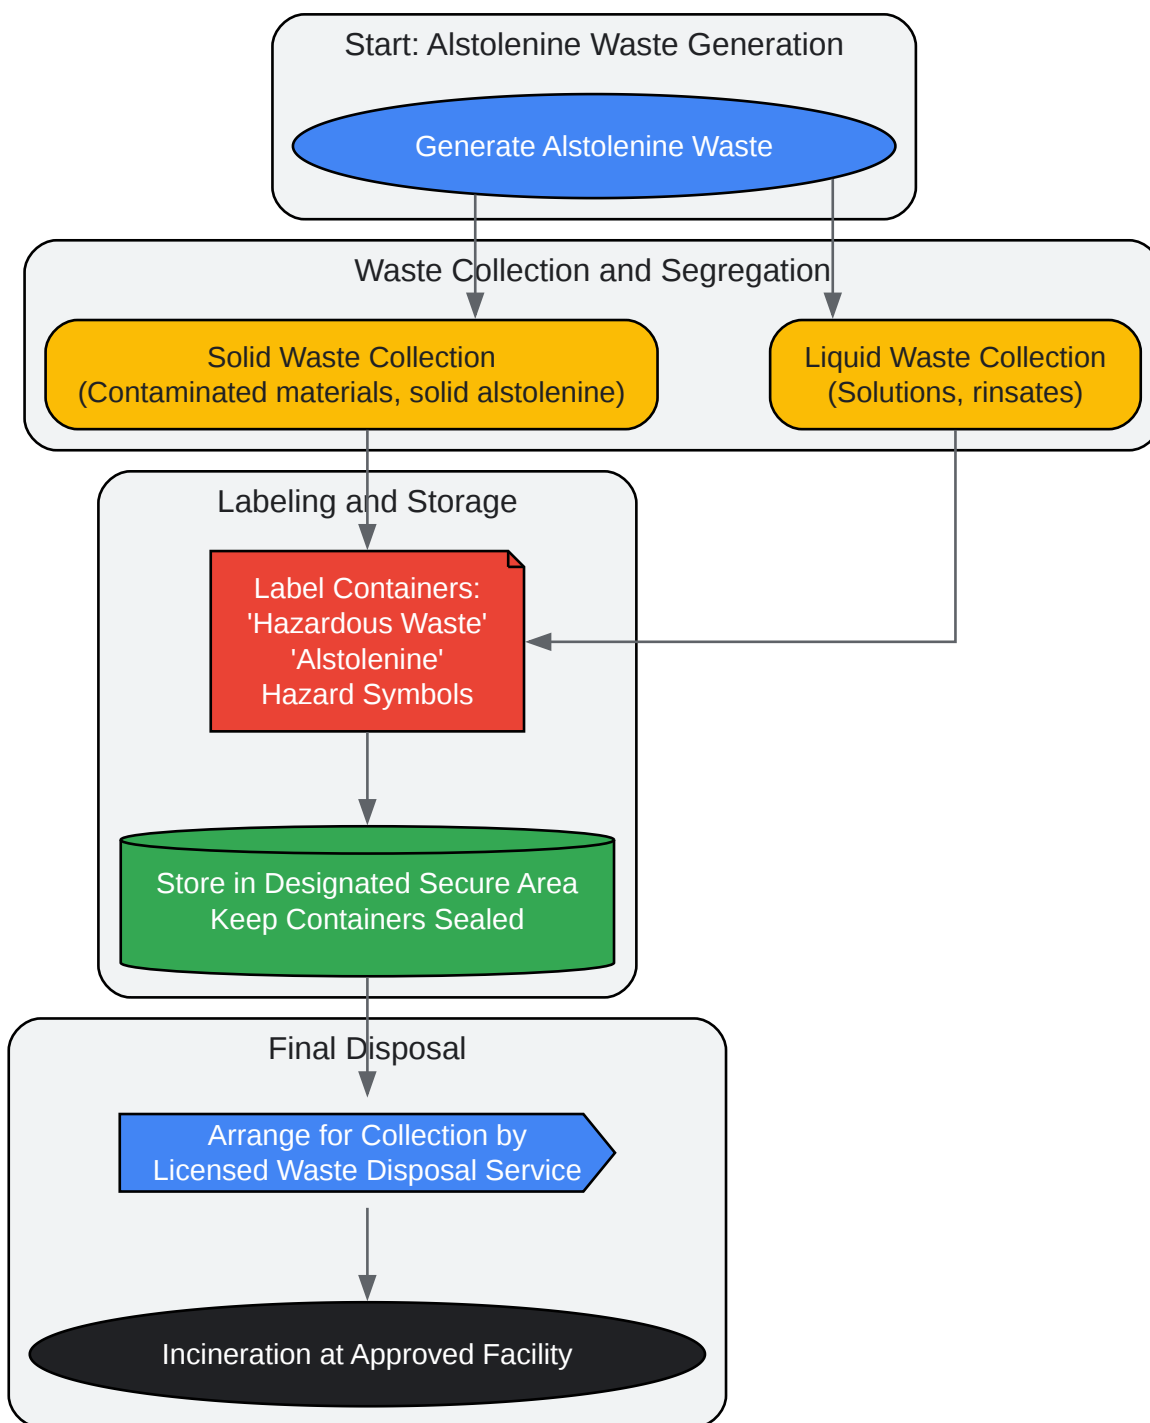 Start: Alstolenine Waste Generation
Generate Alstolenine Waste
Waste Collection and Segregation
Solid Waste Collection
(Contaminated materials, solid alstolenine)
Liquid Waste Collection
(Solutions, rinsates)
Labeling and Storage
Label Containers:
'Hazardous Waste'
'Alstolenine'
Hazard Symbols
Store in Designated Secure Area
Keep Containers Sealed
Final Disposal
Arrange for Collection by
Licensed Waste Disposal Service
Incineration at Approved Facility